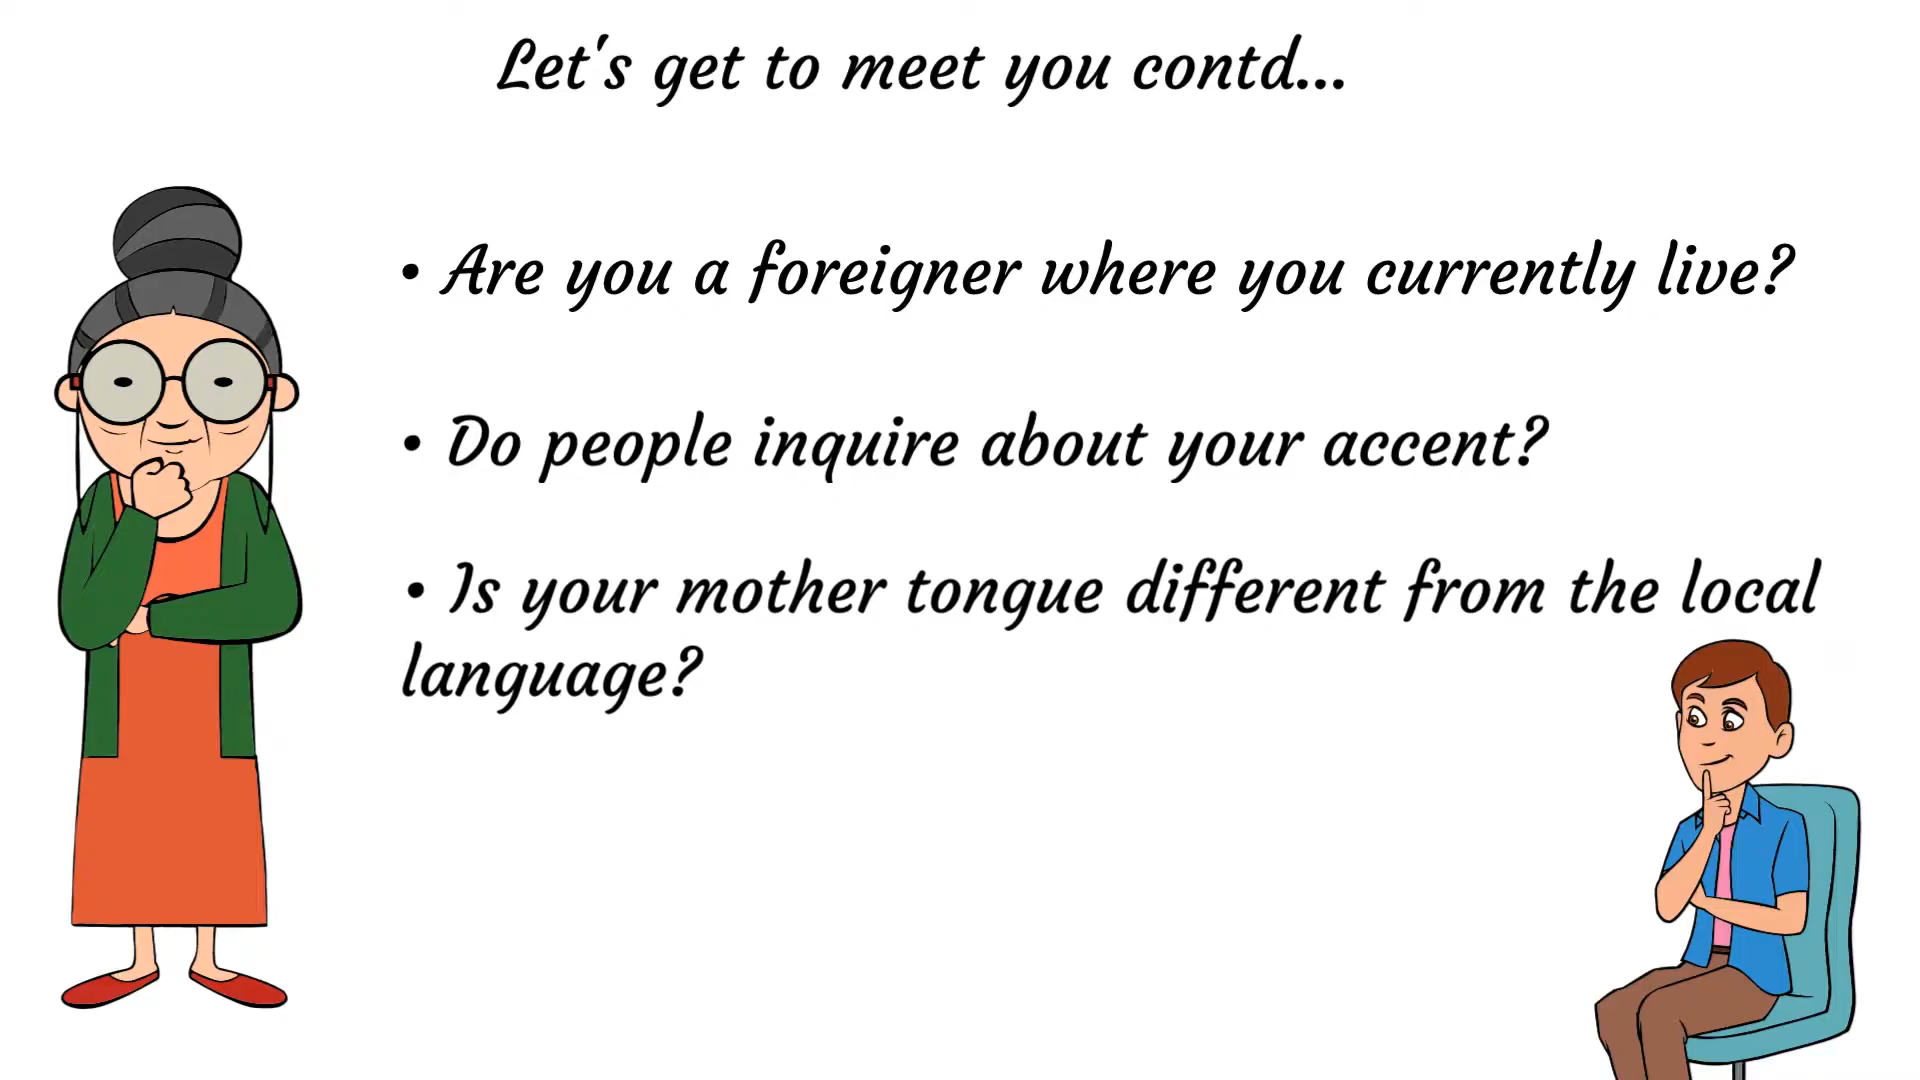 Let's get to meet you contd...
• Are you a foreigner where you currently live?
• Do people inquire about your accent?
• Is your mother tongue different from the local
language?